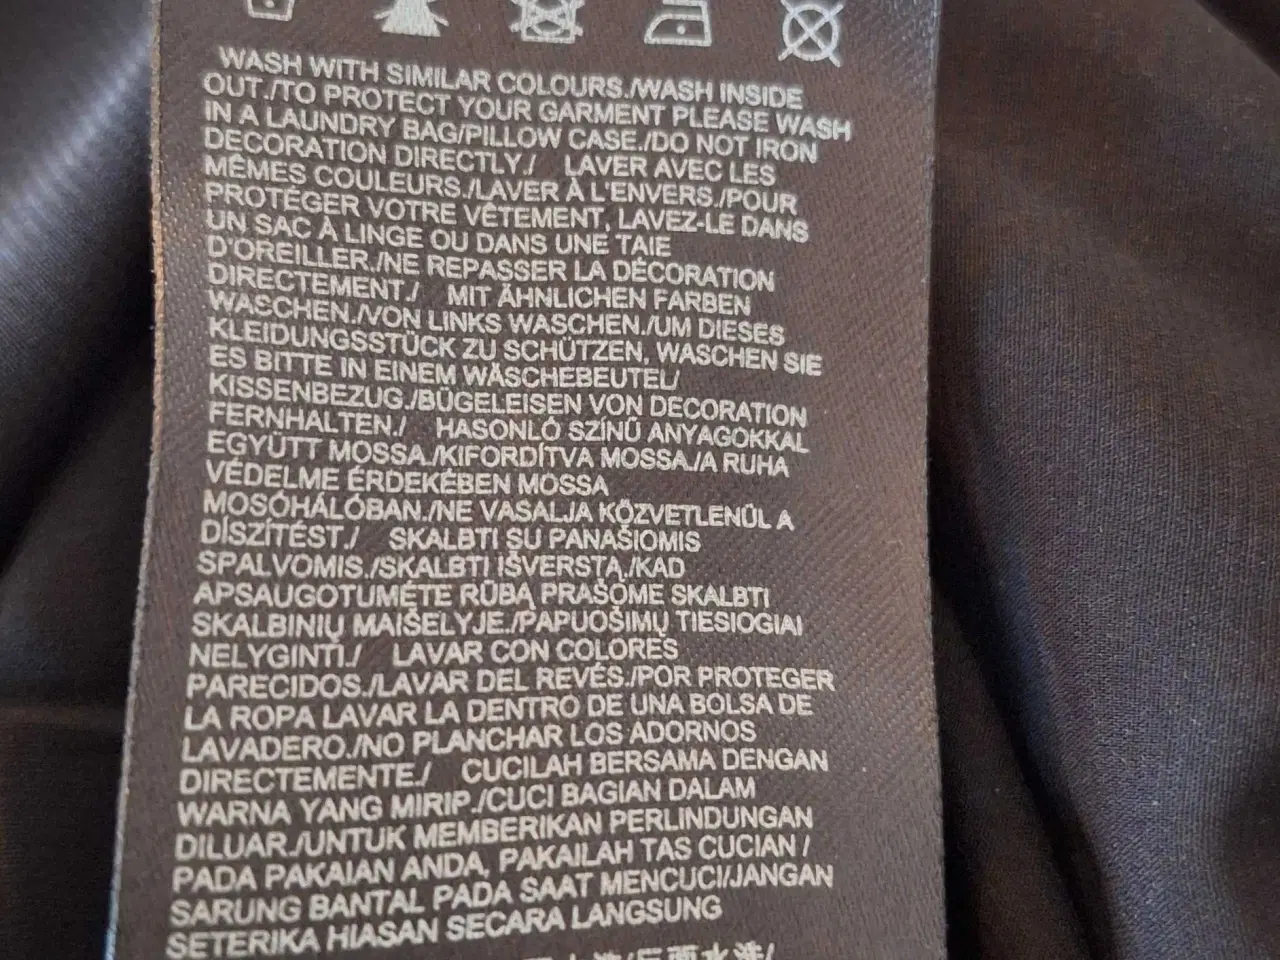 WASH WITH SIMILAR COLOURS./WASH INSIDE
OUT./TO PROTECT YOUR GARMENT PLEASE WASH
IN A LAUNDRY BAG/PILLOW CASE./DO NOT IRON
DECORATION DIRECTLY./ LAVER AVEC LES
MÊMES COULEURS./LAVER À L'ENVERS./POUR
PROTÉGER VOTRE VÊTEMENT, LAVEZ-LE DANS
UN SAC À LINGE OU DANS UNE TAIE
D'OREILLER./NE REPASSER LA DÉCORATION
DIRECTEMENT./ MIT ÄHNLICHEN FARBEN
WASCHEN./VON LINKS WASCHEN./UM DIESES
KLEIDUNGSSTÜCK ZU SCHÜTZEN, WASCHEN SIE
ES BITTE IN EINEM WÄSCHEBEUTEL/
KISSENBEZUG./BÜGELEISEN VON DECORATION
FERNHALTEN./ HASONLÓ SZÍNŰ ANYAGOKKAL
EGYÜTT MOSSA./KIFORDÍTVA MOSSA./A RUHA
VÉDELME ÉRDEKÉBEN MOSSA
MOSÓHÁLÓBAN./NE VASALJA KÖZVETLENÜL A
DÍSZÍTÉST./ SKALBTI SU PANAŠIOMIS
SPALVOMIS./SKALBTI IŠVERSTĄ./KAD
APSAUGOTUMĖTE RŪBĄ PRAŠOME SKALBTI
SKALBINIŲ MAIŠELYJE./PAPUOŠIMŲ TIESIOGIAI
NELYGINTI./ LAVAR CON COLORES
PARECIDOS./LAVAR DEL REVÉS./POR PROTEGER
LA ROPA LAVAR LA DENTRO DE UNA BOLSA DE
LAVADERO./NO PLANCHAR LOS ADORNOS
DIRECTEMENTE./ CUCILAH BERSAMA DENGAN
WARNA YANG MIRIP./CUCI BAGIAN DALAM
DILUAR./UNTUK MEMBERIKAN PERLINDUNGAN
PADA PAKAIAN ANDA, PAKAILAH TAS CUCIAN /
SARUNG BANTAL PADA SAAT MENCUCI/JANGAN
SETERIKA HIASAN SECARA LANGSUNG